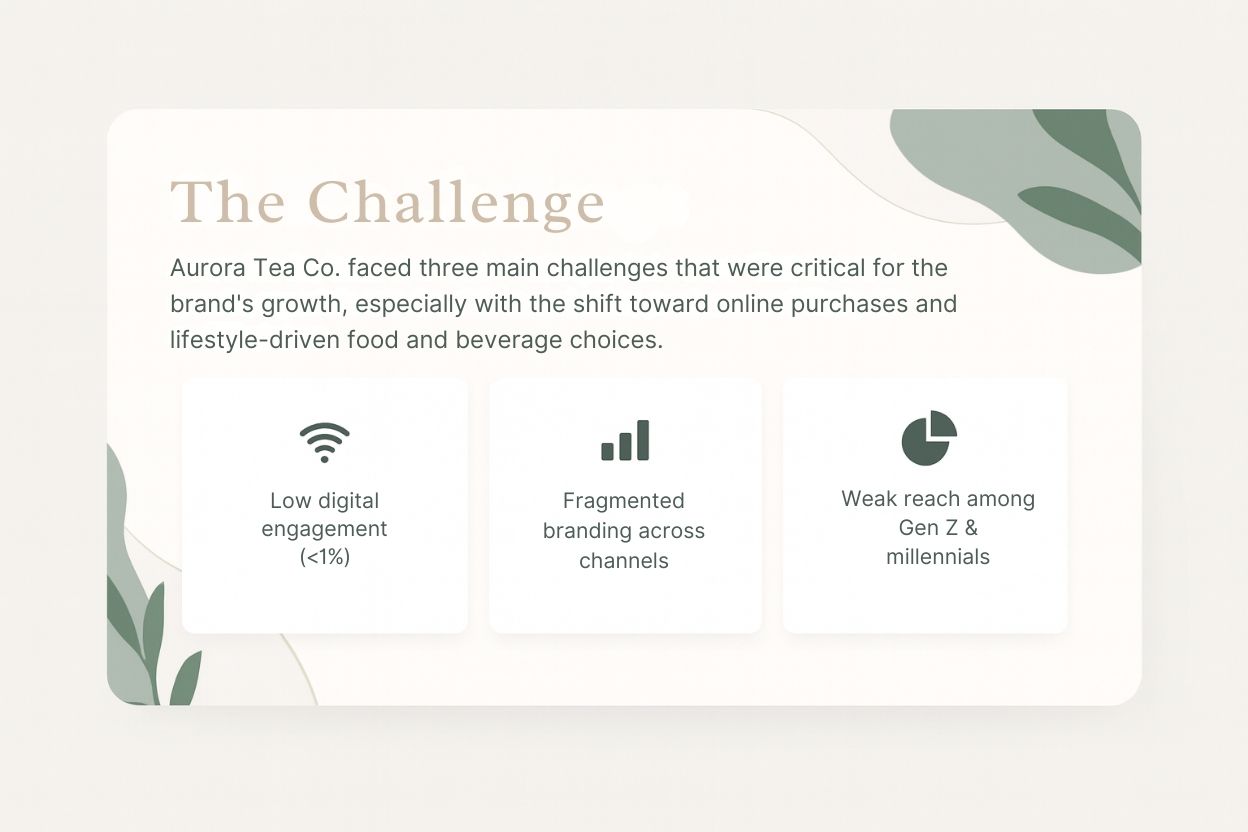 The Challenge
Aurora Tea Co. faced three main challenges that were critical for the
brand's growth, especially with the shift toward online purchases and
lifestyle-driven food and beverage choices.
Low digital
engagement
(<1%)
Fragmented
branding across
channels
Weak reach among
Gen Z &
millennials